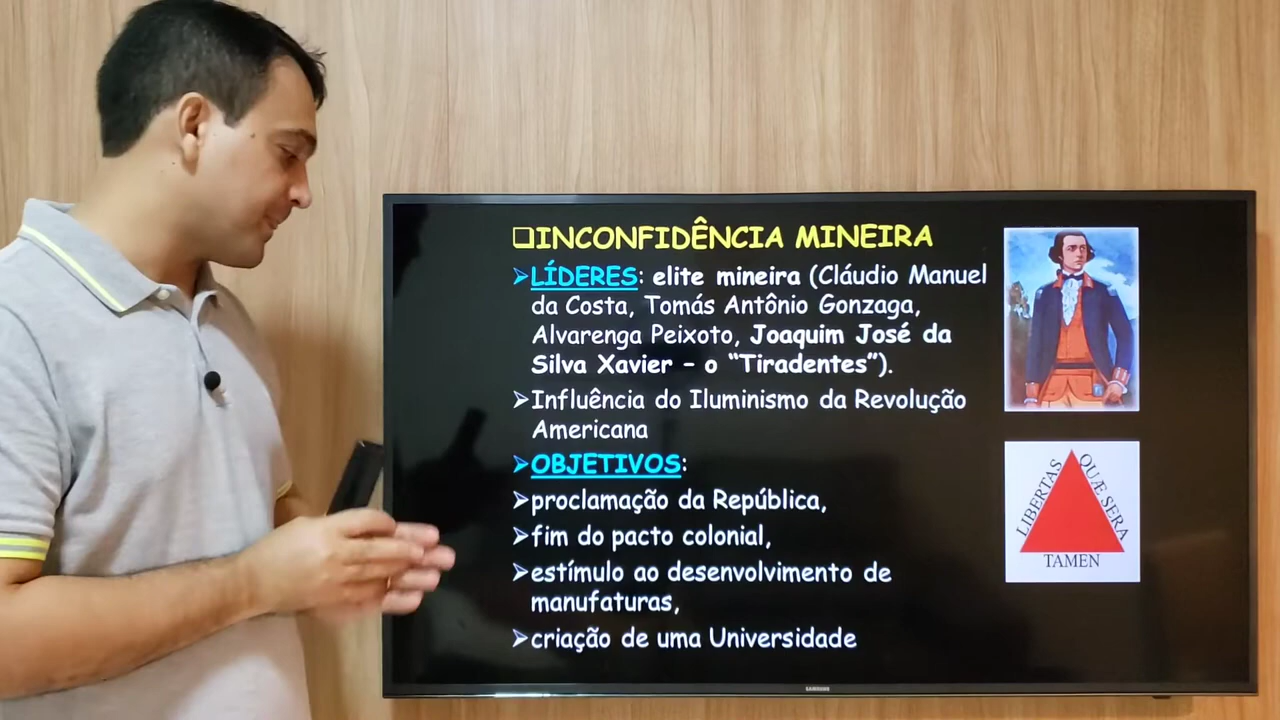 ❑INCONFIDÊNCIA MINEIRA
➢LÍDERES: elite mineira (Cláudio Manuel
da Costa, Tomás Antônio Gonzaga,
Alvarenga Peixoto, Joaquim José da
Silva Xavier – o “Tiradentes”).
➢Influência do Iluminismo da Revolução
Americana
➢OBJETIVOS:
➢proclamação da República,
➢fim do pacto colonial,
➢estímulo ao desenvolvimento de
manufaturas,
➢criação de uma Universidade
LIBERTAS QUÆ SERA
TAMEN
SAMSUNG